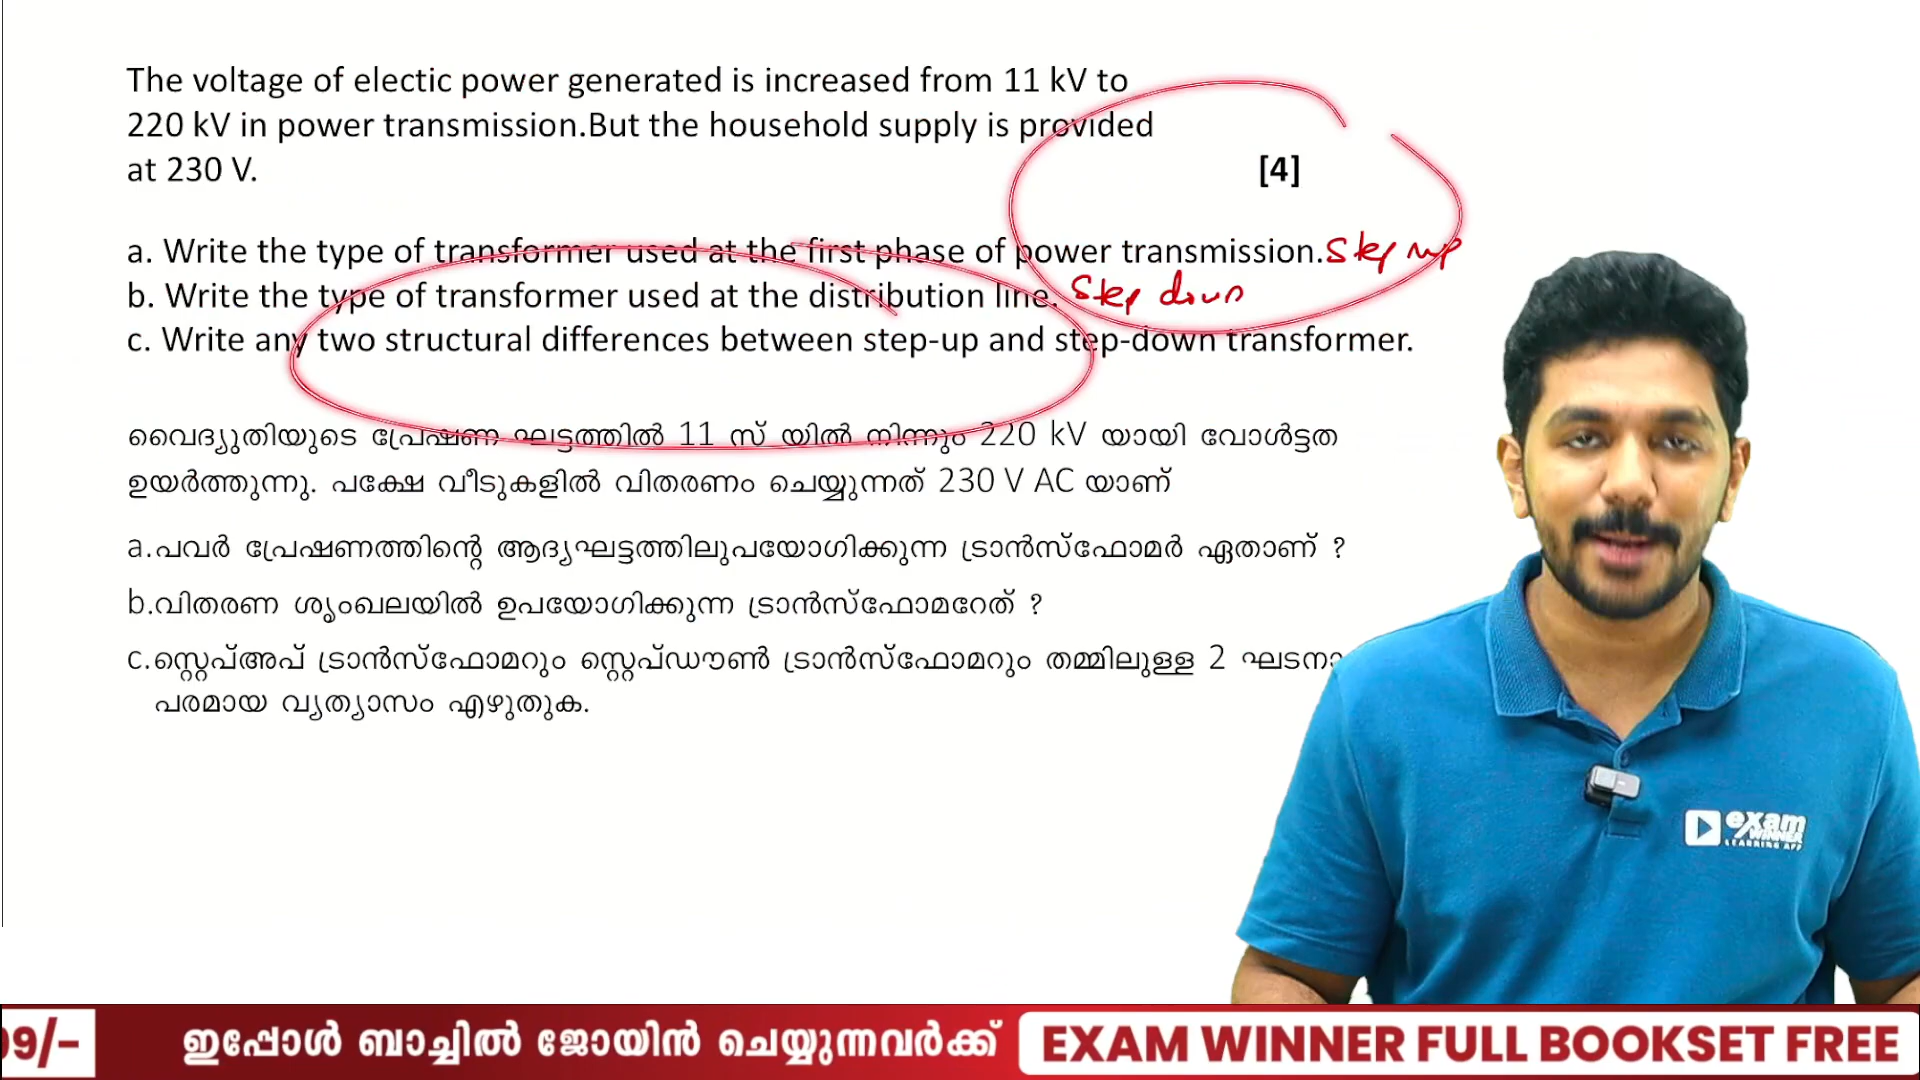 The voltage of electic power generated is increased from 11 kV to
220 kV in power transmission.But the household supply is provided
at 230 V.
[4]
a. Write the type of transformer used at the first phase of power transmission. Step up
b. Write the type of transformer used at the distribution line. Step down
c. Write any two structural differences between step-up and step-down transformer.
വൈദ്യുതിയുടെ പ്രേഷണ ഘട്ടത്തിൽ 11 സ് യിൽ നിന്നും 220 kV യായി വോൾട്ടത
ഉയർത്തുന്നു. പക്ഷേ വീടുകളിൽ വിതരണം ചെയ്യുന്നത് 230 V AC യാണ്
a.പവർ പ്രേഷണത്തിന്റെ ആദ്യഘട്ടത്തിലുപയോഗിക്കുന്ന ട്രാൻസ്ഫോമർ ഏതാണ് ?
b.വിതരണ ശൃംഖലയിൽ ഉപയോഗിക്കുന്ന ട്രാൻസ്ഫോമറേത് ?
c.സ്റ്റെപ്അപ് ട്രാൻസ്ഫോമറും സ്റ്റെപ്ഡൗൺ ട്രാൻസ്ഫോമറും തമ്മിലുള്ള 2 ഘടനാ
പരമായ വ്യത്യാസം എഴുതുക.
exam
WINNER
LEARNING APP
99/- ഇപ്പോൾ ബാച്ചിൽ ജോയിൻ ചെയ്യുന്നവർക്ക് EXAM WINNER FULL BOOKSET FREE